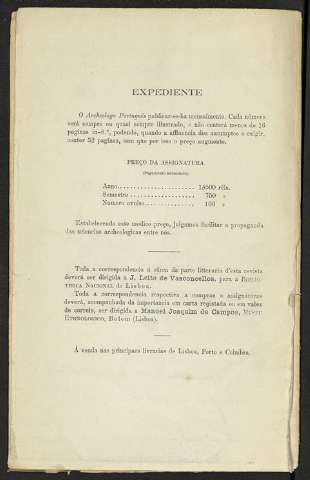 EXPEDIENTE
O Archeologo Português publicar-se-ha mensalmente. Cada número
será sempre ou quasi sempre illustrado, e não conterá menos de 16
paginas in-8.º, podendo, quando a affluencia dos assumptos o exigir,
conter 32 paginas, sem que por isso o preço augmente.
PREÇO DA ASSIGNATURA
(Pagamento adeantado)
Anno.................... 1$500 réis.
Semestre................. 750 »
Numero avulso............. 160 »
Estabelecendo este modico preço, julgamos facilitar a propaganda
das sciencias archeologicas entre nós.
Toda a correspondencia á cêrca da parte litteraria d'esta revista
deverá ser dirigida a J. Leite de Vasconcellos, para a BIBLIO-
THECA NACIONAL de Lisboa.
Toda a correspondencia respectiva a compras e assignaturas
deverá, acompanhada da importancia em carta registada ou em vales
de correio, ser dirigida a Manoel Joaquim de Campos, MUSEU
ETHNOLOGICO, Belem (Lisboa).
Á venda nas principaes livrarias de Lisboa, Porto e Coimbra.